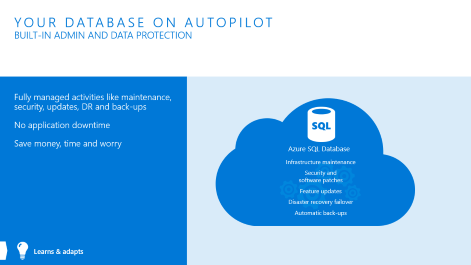 YOUR DATABASE ON AUTOPILOT
BUILT-IN ADMIN AND DATA PROTECTION
Fully managed activities like maintenance,
security, updates, DR and back-ups
No application downtime
Save money, time and worry
Learns & adapts
SQL
Azure SQL Database
Infrastructure maintenance
Security and
software patches
Feature updates
Disaster recovery failover
Automatic back-ups